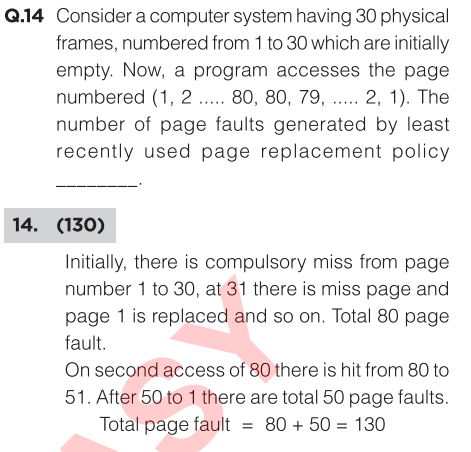 Q.14 Consider a computer system having 30 physical
frames, numbered from 1 to 30 which are initially
empty. Now, a program accesses the page
numbered (1, 2 ..... 80, 80, 79, ..... 2, 1). The
number of page faults generated by least
recently used page replacement policy
________.
14. (130)
Initially, there is compulsory miss from page
number 1 to 30, at 31 there is miss page and
page 1 is replaced and so on. Total 80 page
fault.
On second access of 80 there is hit from 80 to
51. After 50 to 1 there are total 50 page faults.
Total page fault = 80 + 50 = 130